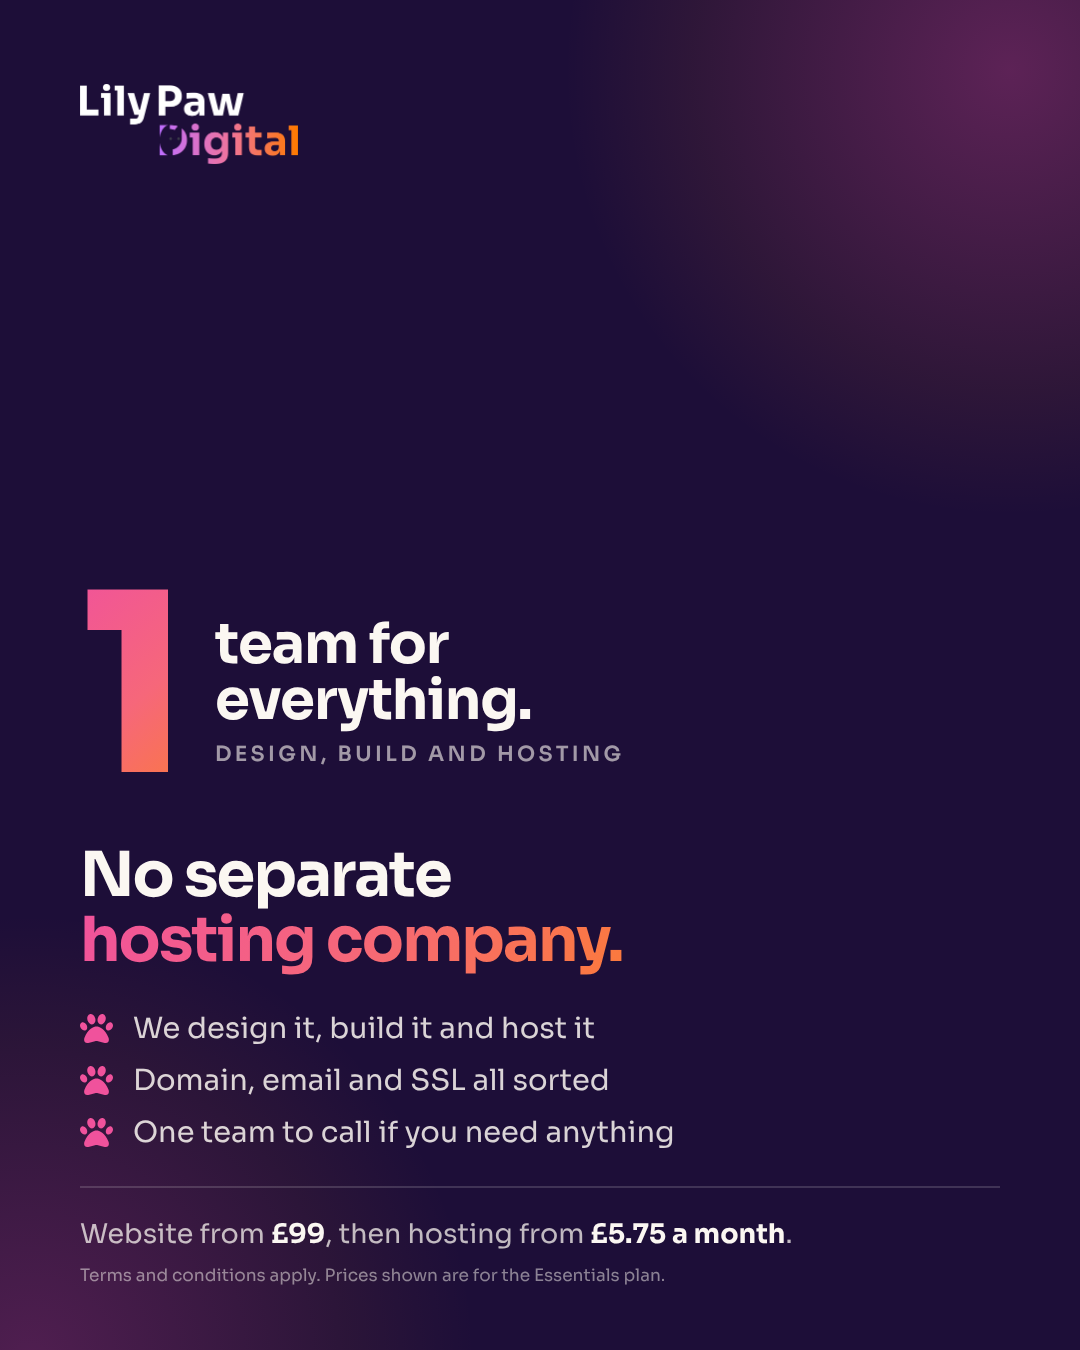 Lily Paw
Digital
1
team for
everything.
DESIGN, BUILD AND HOSTING
No separate
hosting company.
We design it, build it and host it
Domain, email and SSL all sorted
One team to call if you need anything
Website from £99, then hosting from £5.75 a month.
Terms and conditions apply. Prices shown are for the Essentials plan.